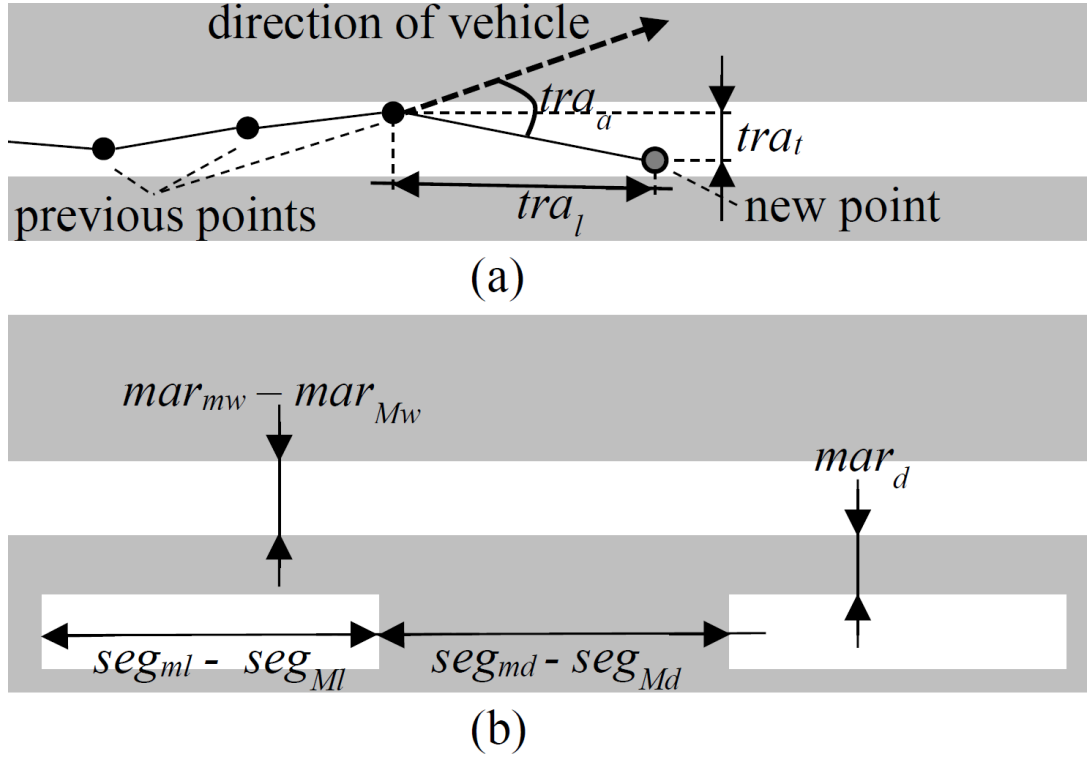 direction of vehicle
tra_a
tra_t
previous points
tra_l
new point
(a)
mar_mw – mar_Mw
mar_d
seg_ml - seg_Ml
seg_md - seg_Md
(b)